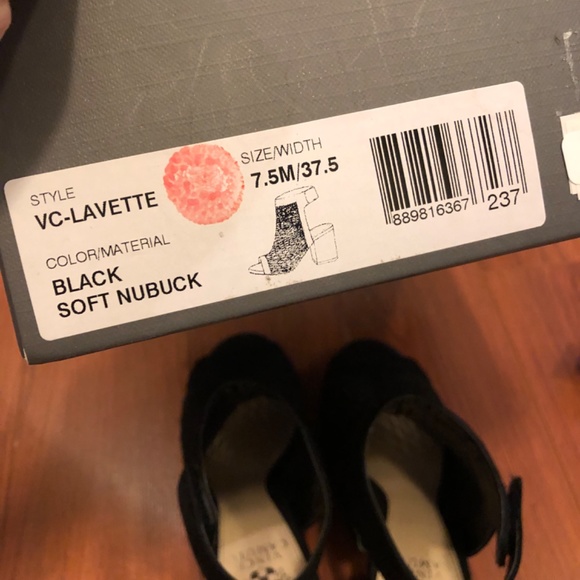 STYLE
VC-LAVETTE
SIZE/WIDTH
7.5M/37.5
COLOR/MATERIAL
BLACK
SOFT NUBUCK
889816367 237